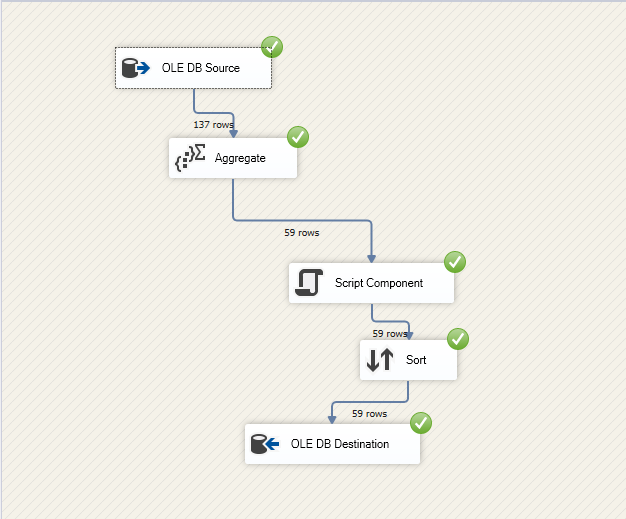 OLE DB Source
137 rows
Aggregate
59 rows
Script Component
59 rows
Sort
59 rows
OLE DB Destination